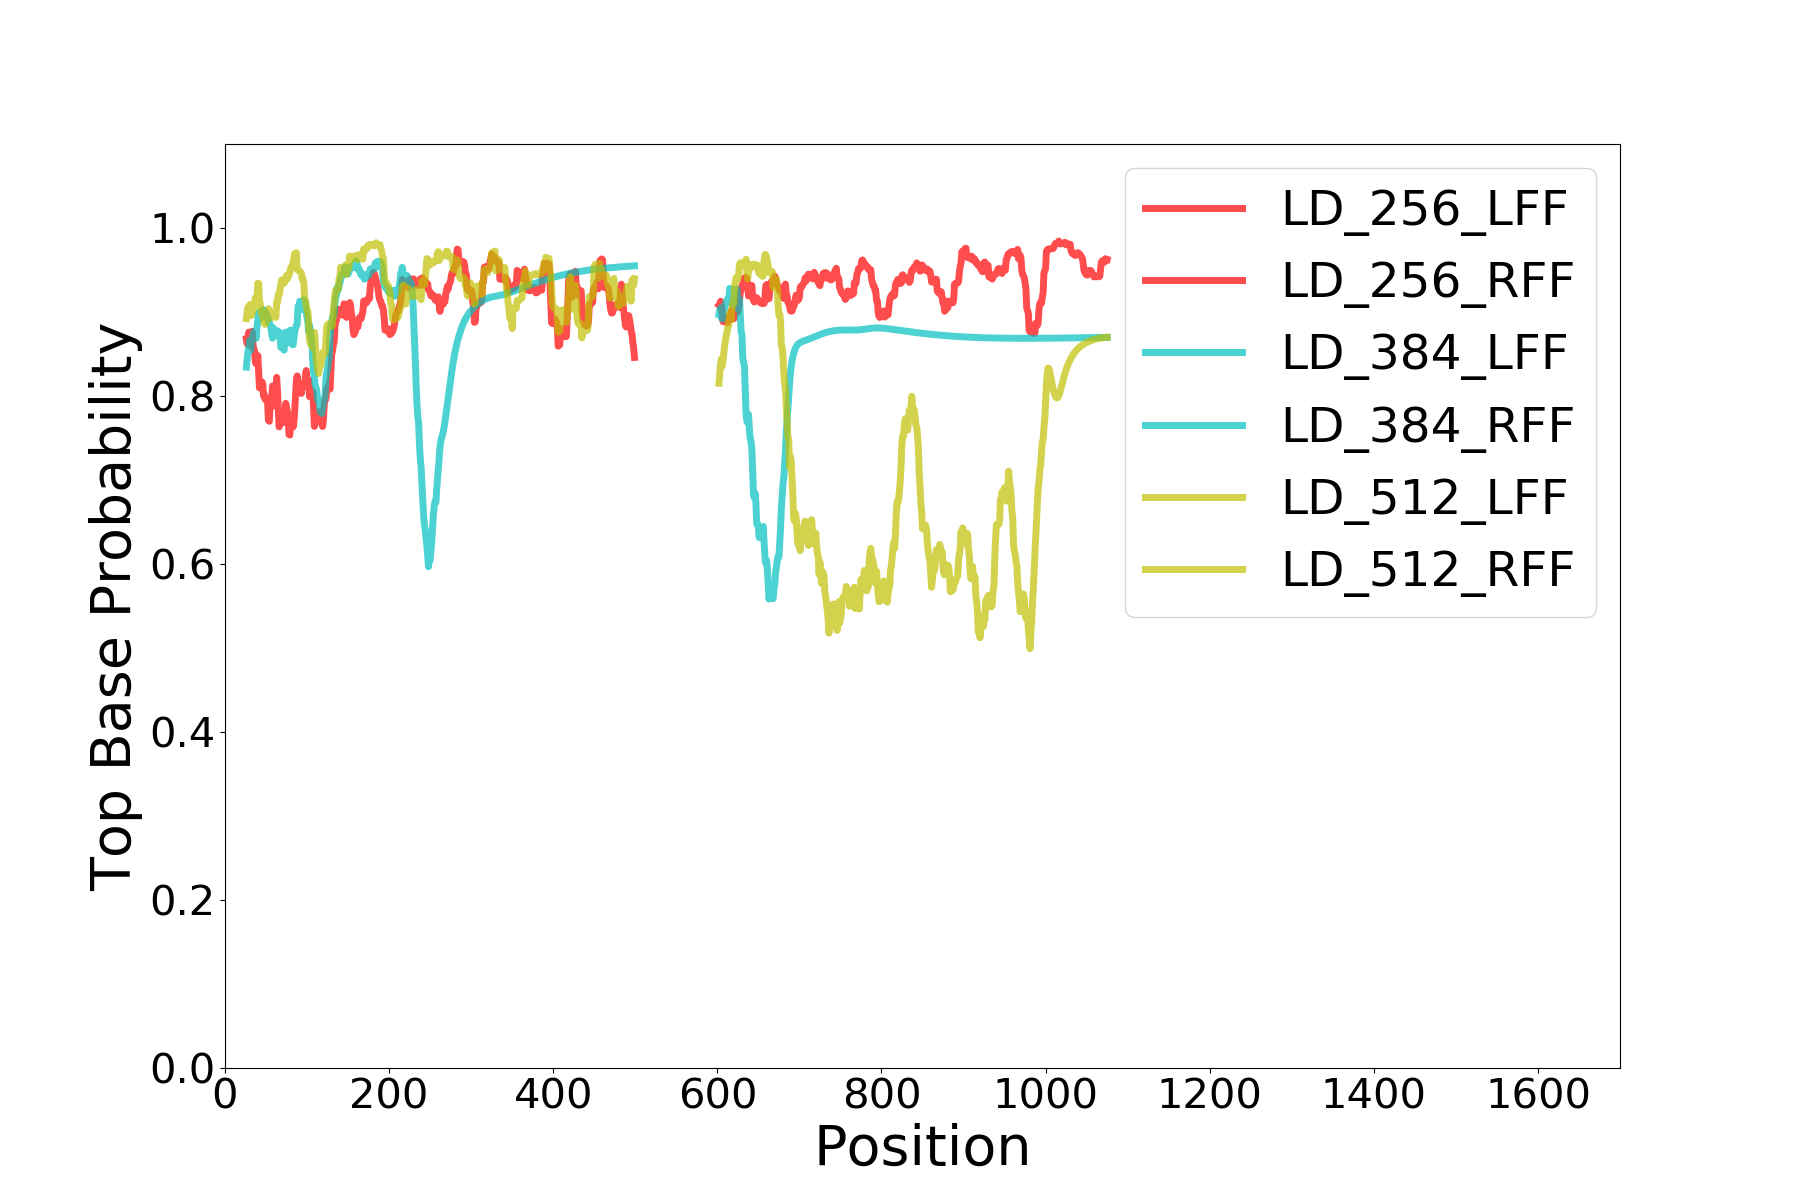 LD_256_LFF
LD_256_RFF
LD_384_LFF
LD_384_RFF
LD_512_LFF
LD_512_RFF
Top Base Probability
1.0
0.8
0.6
0.4
0.2
0.0
0 200 400 600 800 1000 1200 1400 1600
Position